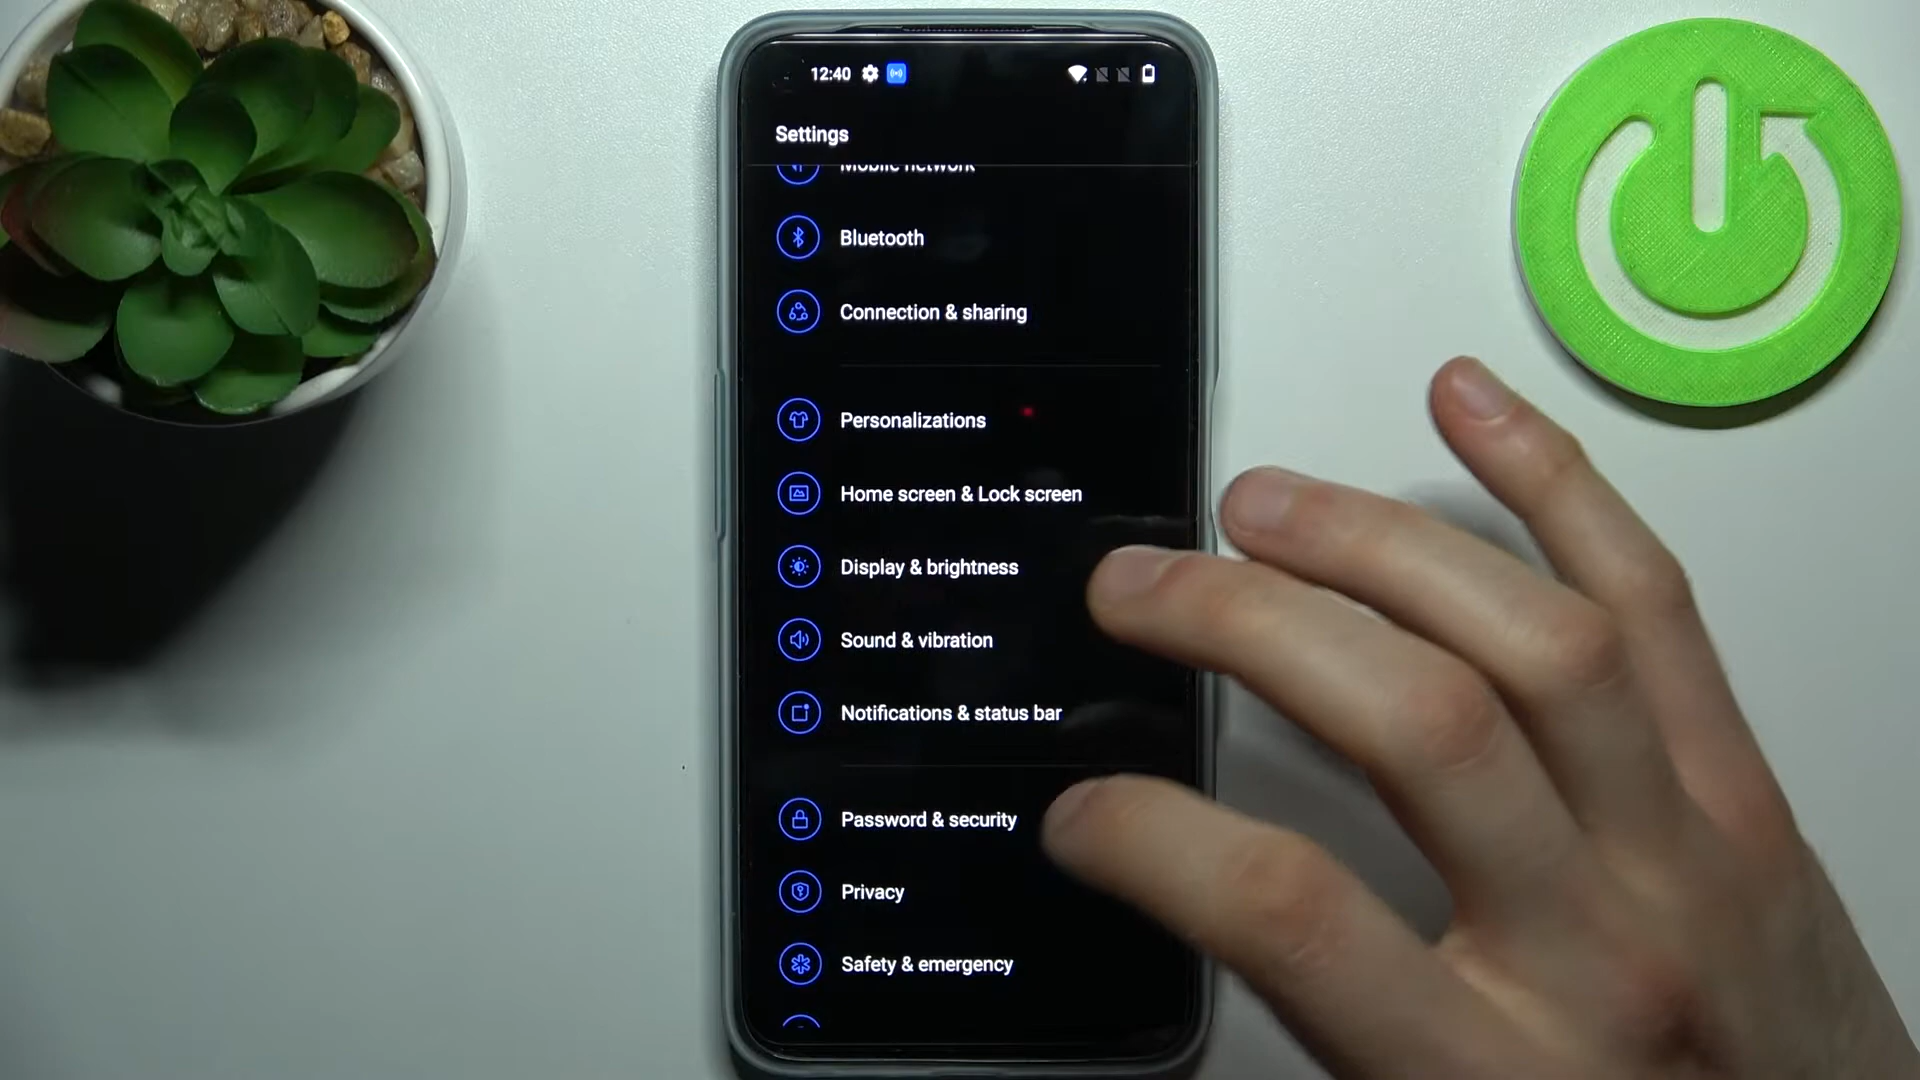 12:40
Settings
Mobile network
Bluetooth
Connection & sharing
Personalizations
Home screen & Lock screen
Display & brightness
Sound & vibration
Notifications & status bar
Password & security
Privacy
Safety & emergency